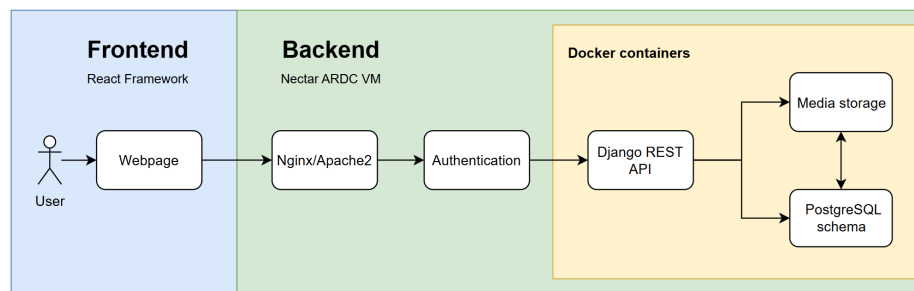 Frontend
React Framework
Backend
Nectar ARDC VM
Docker containers
Media storage
User
Webpage
Nginx/Apache2
Authentication
Django REST
API
PostgreSQL
schema